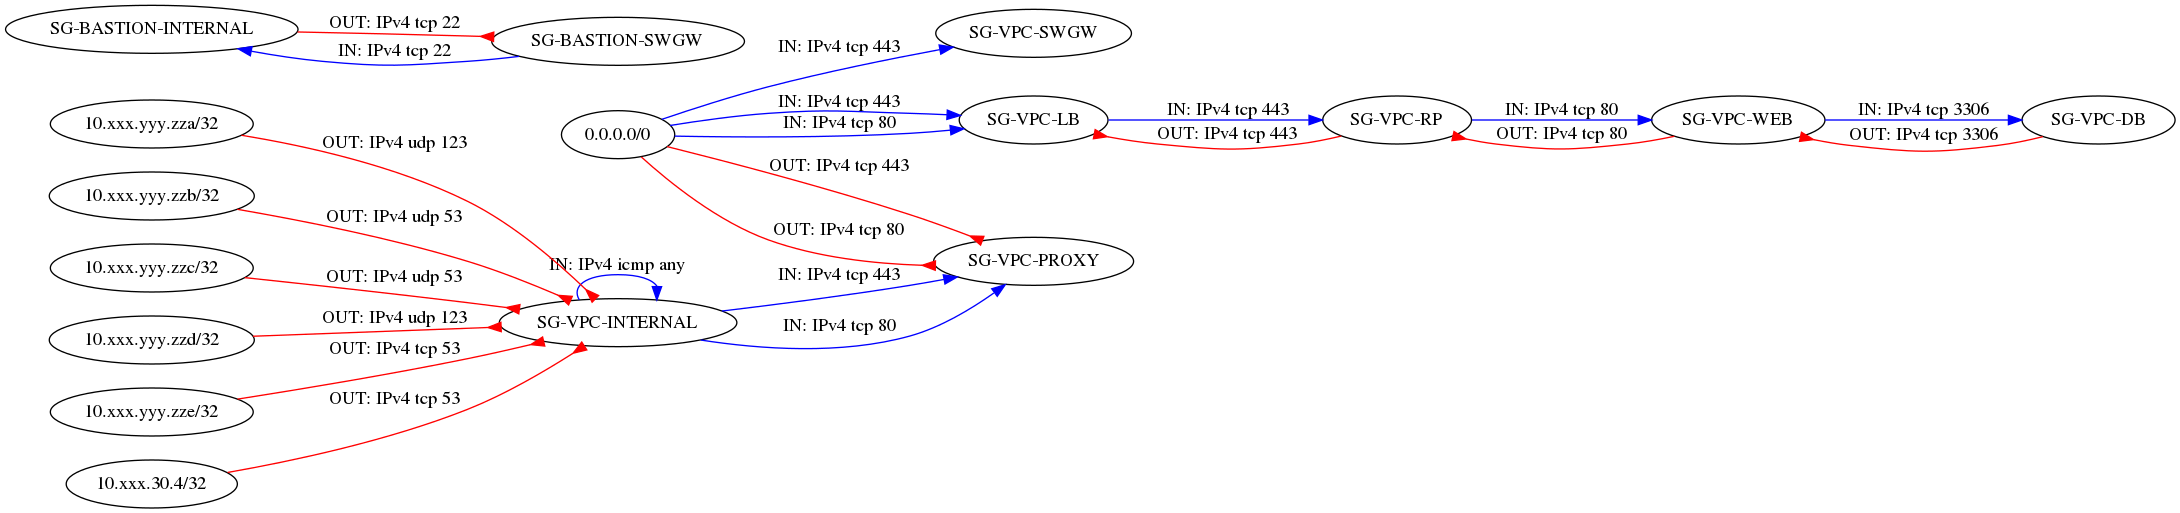 SG-BASTION-INTERNAL
OUT: IPv4 tcp 22
IN: IPv4 tcp 22
SG-BASTION-SWGW
IN: IPv4 tcp 443
SG-VPC-SWGW
10.xxx.yyy.zza/32
OUT: IPv4 udp 123
0.0.0.0/0
IN: IPv4 tcp 443
IN: IPv4 tcp 80
SG-VPC-LB
IN: IPv4 tcp 443
OUT: IPv4 tcp 443
SG-VPC-RP
IN: IPv4 tcp 80
OUT: IPv4 tcp 80
SG-VPC-WEB
IN: IPv4 tcp 3306
OUT: IPv4 tcp 3306
SG-VPC-DB
OUT: IPv4 tcp 443
OUT: IPv4 tcp 80
SG-VPC-PROXY
10.xxx.yyy.zzb/32
OUT: IPv4 udp 53
10.xxx.yyy.zzc/32
OUT: IPv4 udp 53
IN: IPv4 icmp any
IN: IPv4 tcp 443
IN: IPv4 tcp 80
SG-VPC-INTERNAL
10.xxx.yyy.zzd/32
OUT: IPv4 udp 123
OUT: IPv4 tcp 53
10.xxx.yyy.zze/32
OUT: IPv4 tcp 53
10.xxx.30.4/32